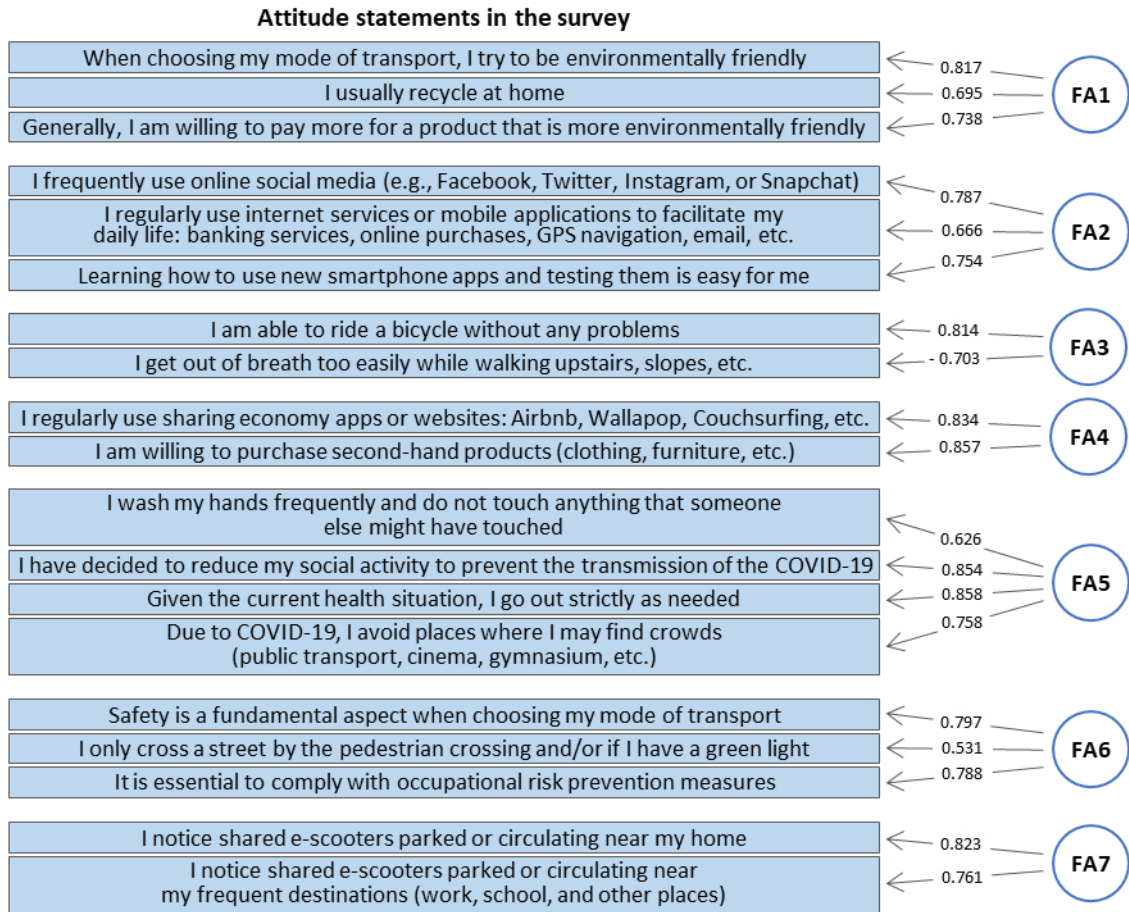 Attitude statements in the survey
When choosing my mode of transport, I try to be environmentally friendly
0.817
I usually recycle at home
0.695
FA1
Generally, I am willing to pay more for a product that is more environmentally friendly
0.738
I frequently use online social media (e.g., Facebook, Twitter, Instagram, or Snapchat)
0.787
I regularly use internet services or mobile applications to facilitate my
daily life: banking services, online purchases, GPS navigation, email, etc.
0.666
FA2
Learning how to use new smartphone apps and testing them is easy for me
0.754
I am able to ride a bicycle without any problems
0.814
FA3
I get out of breath too easily while walking upstairs, slopes, etc.
- 0.703
I regularly use sharing economy apps or websites: Airbnb, Wallapop, Couchsurfing, etc.
0.834
FA4
I am willing to purchase second-hand products (clothing, furniture, etc.)
0.857
I wash my hands frequently and do not touch anything that someone
else might have touched
0.626
I have decided to reduce my social activity to prevent the transmission of the COVID-19
0.854
FA5
Given the current health situation, I go out strictly as needed
0.858
Due to COVID-19, I avoid places where I may find crowds
(public transport, cinema, gymnasium, etc.)
0.758
Safety is a fundamental aspect when choosing my mode of transport
0.797
I only cross a street by the pedestrian crossing and/or if I have a green light
0.531
FA6
It is essential to comply with occupational risk prevention measures
0.788
I notice shared e-scooters parked or circulating near my home
0.823
FA7
I notice shared e-scooters parked or circulating near
my frequent destinations (work, school, and other places)
0.761